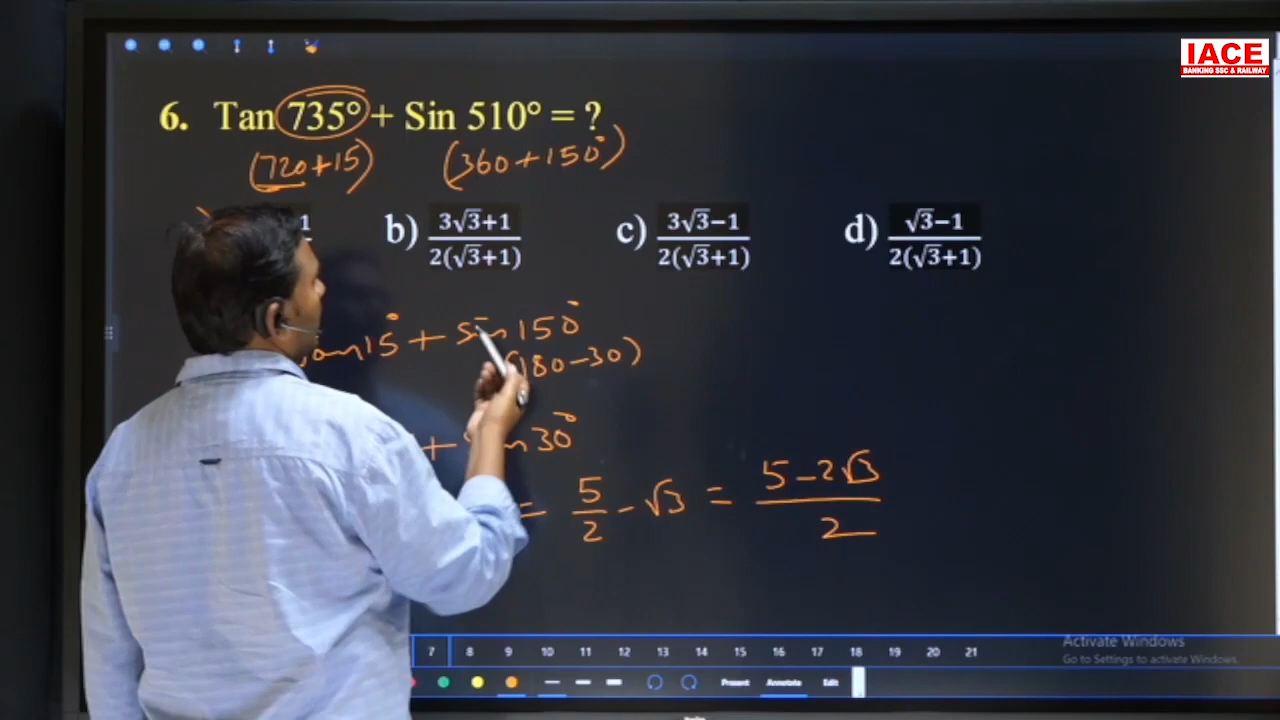 IACE
BANKING SSC & RAILWAY
6. Tan 735° + Sin 510° = ?
(720+15) (360+150°)
1 b) 3√3+1 / 2(√3+1) c) 3√3−1 / 2(√3+1) d) √3−1 / 2(√3+1)
an15° + sin150°
(180−30)
+ 30°
= 5/2 − √3 = 5−2√3 / 2
Activate Windows
Go to Settings to activate Windows.
7 8 9 10 11 12 13 14 15 16 17 18 19 20 21
Present Annotate Edit